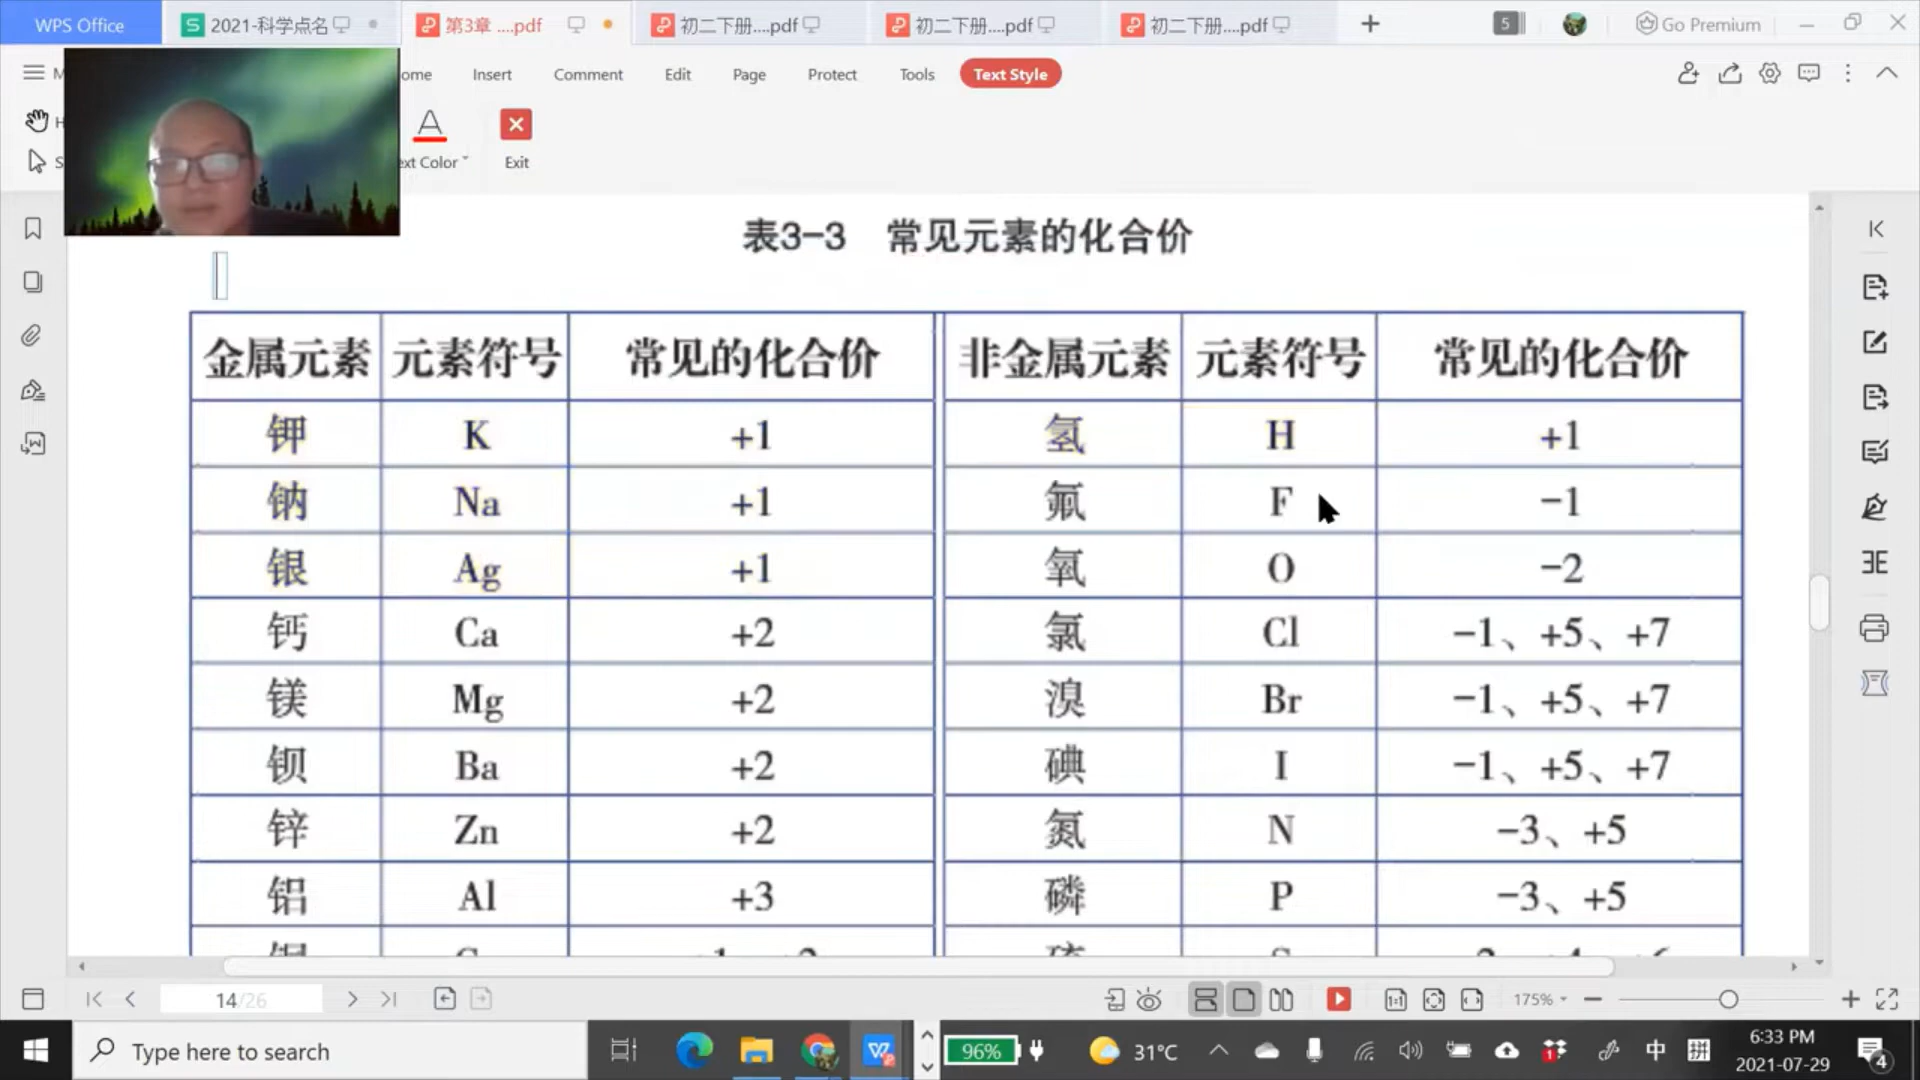 WPS Office
2021-科学点名
第3章 ....pdf
初二下册....pdf
初二下册....pdf
初二下册....pdf
5
Go Premium
Insert
Comment
Edit
Page
Protect
Tools
Text Style
Exit
表3-3 常见元素的化合价
金属元素 元素符号 常见的化合价 非金属元素 元素符号 常见的化合价
钾 K +1 氢 H +1
钠 Na +1 氟 F -1
银 Ag +1 氧 O -2
钙 Ca +2 氯 Cl -1、+5、+7
镁 Mg +2 溴 Br -1、+5、+7
钡 Ba +2 碘 I -1、+5、+7
锌 Zn +2 氮 N -3、+5
铝 Al +3 磷 P -3、+5
14/26
175%
Type here to search
96%
31°C
中
拼
6:33 PM
2021-07-29
4